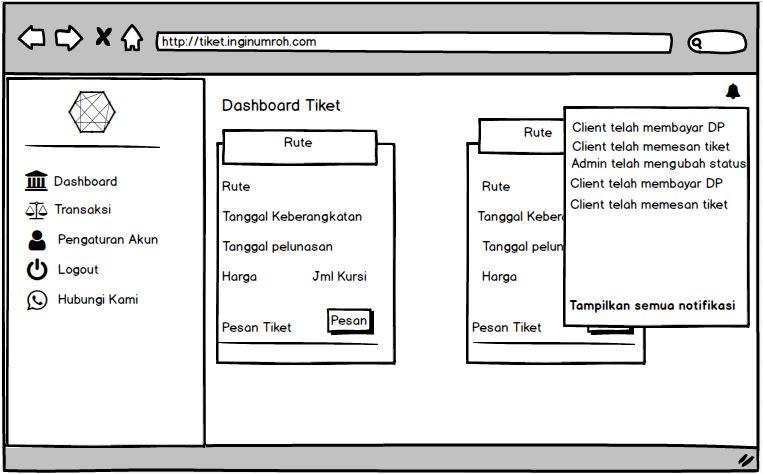 http://tiket.inginumroh.com
Dashboard
Transaksi
Pengaturan Akun
Logout
Hubungi Kami
Dashboard Tiket
Rute
Rute
Tanggal Keberangkatan
Tanggal pelunasan
Harga Jml Kursi
Pesan Tiket Pesan
Rute
Rute
Tanggal Keber
Tanggal pelun
Harga
Pesan Tiket
Client telah membayar DP
Client telah memesan tiket
Admin telah mengubah status
Client telah membayar DP
Client telah memesan tiket
Tampilkan semua notifikasi